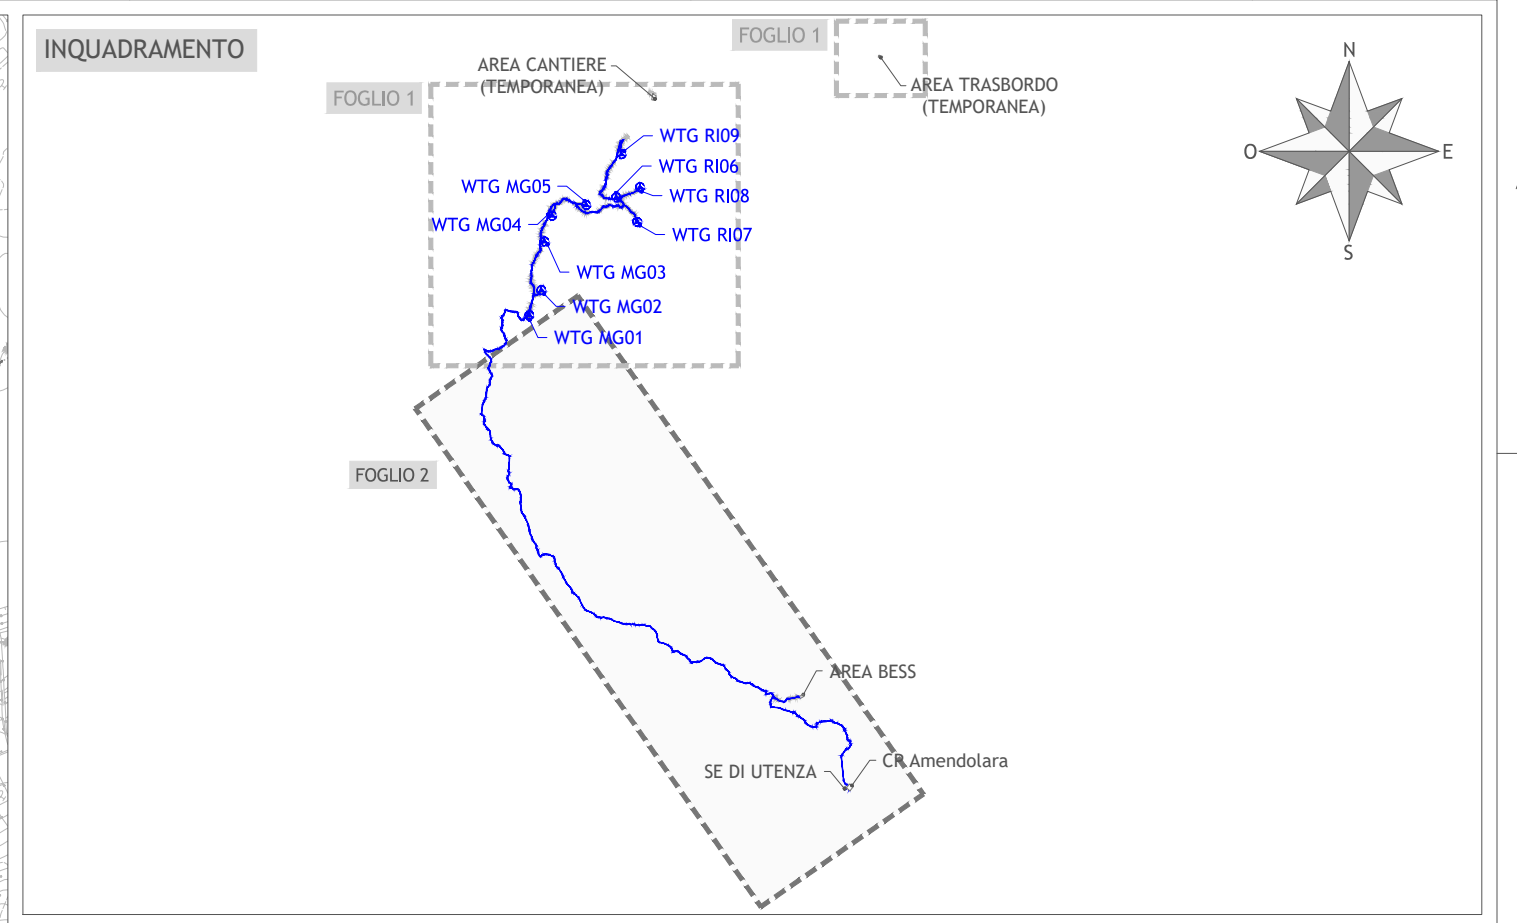 INQUADRAMENTO
FOGLIO 1
AREA TRASBORDO
(TEMPORANEA)
N
O
E
S
AREA CANTIERE
(TEMPORANEA)
FOGLIO 1
WTG RI09
WTG RI06
WTG MG05
WTG RI08
WTG MG04
WTG RI07
WTG MG03
WTG MG02
WTG MG01
FOGLIO 2
AREA BESS
CP Amendolara
SE DI UTENZA